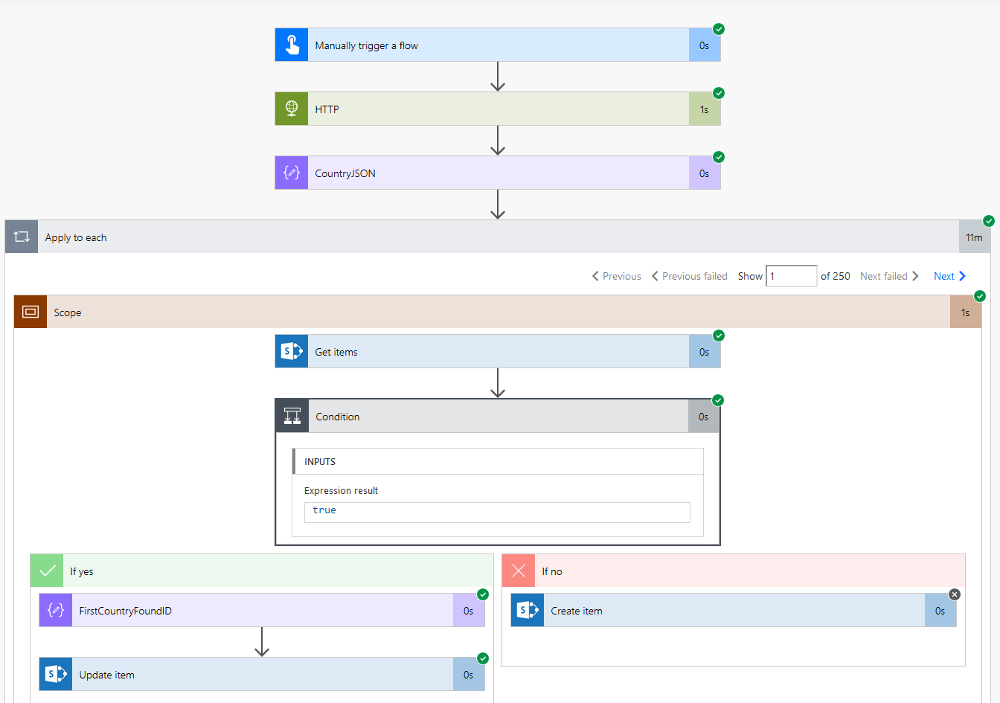 Manually trigger a flow 0s
HTTP 1s
CountryJSON 0s
Apply to each 11m
Previous Previous failed Show 1 of 250 Next failed Next
Scope 1s
S Get items 0s
Condition 0s
INPUTS
Expression result
true
If yes
If no
FirstCountryFoundID 0s
S Create item 0s
S Update item 0s